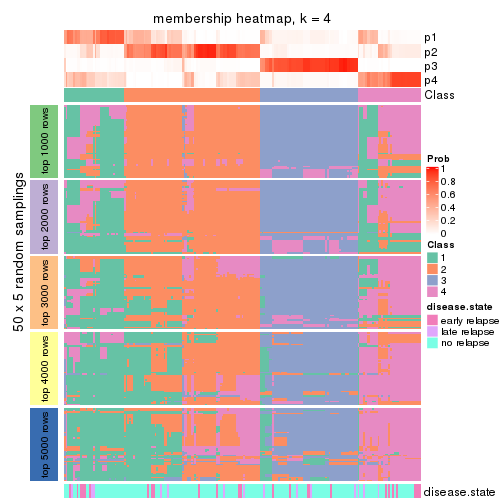 membership heatmap, k = 4
p1
p2
p3
p4
Class
50 x 5 random samplings
top 1000 rows
top 2000 rows
top 3000 rows
top 4000 rows
top 5000 rows
disease.state
Prob
1
0.8
0.6
0.4
0.2
0
Class
1
2
3
4
disease.state
early relapse
late relapse
no relapse